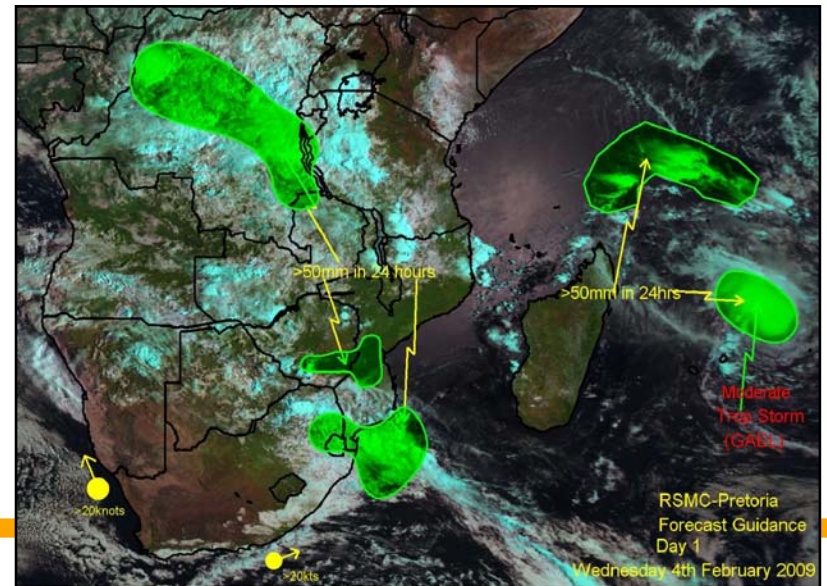 >50mm in 24 hours
>50mm in 24hrs
Moderate
Trop Storm
(GAEL)
>20knots
>20kts
RSMC-Pretoria
Forecast Guidance
Day 1
Wednesday 4th February 2009